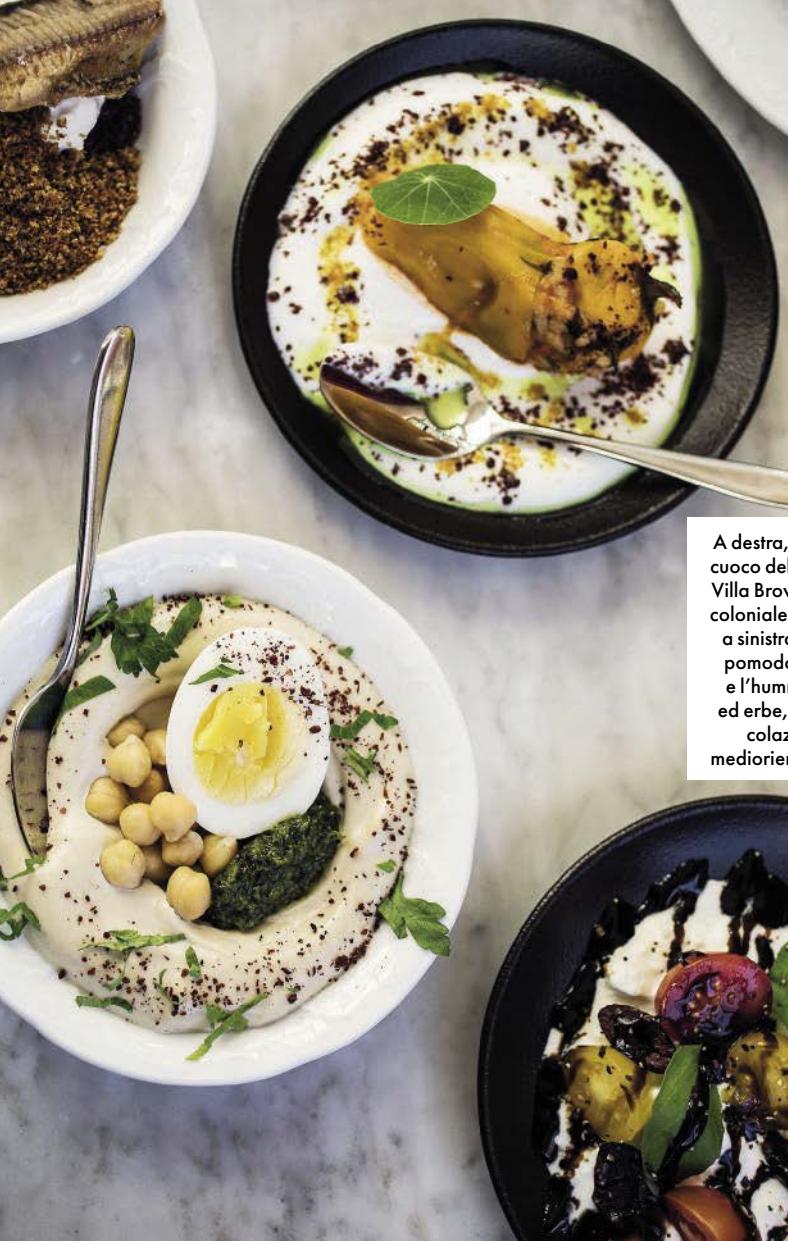 A destra,
cuoco del
Villa Brov
coloniale
a sinistra
pomodo
e l’humm
ed erbe,
colaz
mediorien